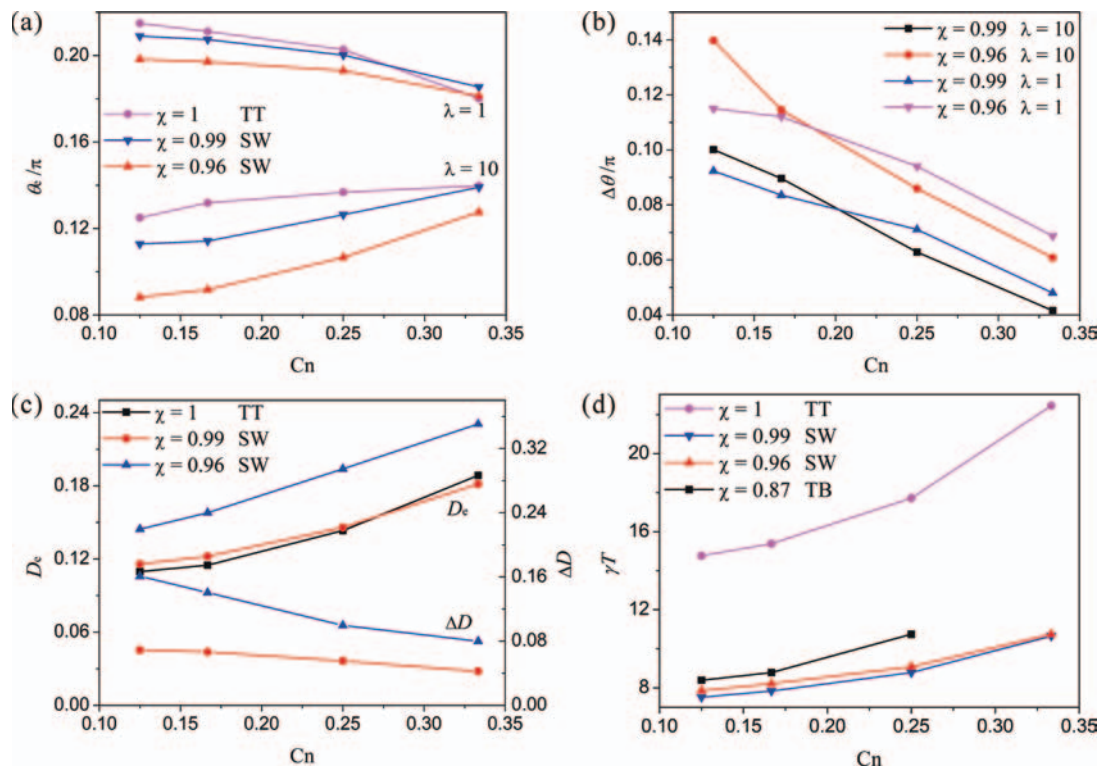 (a)
0.20
0.16
0.12
0.08
θe/π
χ = 1 TT
χ = 0.99 SW
χ = 0.96 SW
λ = 1
λ = 10
0.10 0.15 0.20 0.25 0.30 0.35
Cn
(b)
0.14
0.12
0.10
0.08
0.06
0.04
Δθ/π
χ = 0.99 λ = 10
χ = 0.96 λ = 10
χ = 0.99 λ = 1
χ = 0.96 λ = 1
0.10 0.15 0.20 0.25 0.30 0.35
Cn
(c)
0.24
0.18
0.12
0.06
0.00
De
χ = 1 TT
χ = 0.99 SW
χ = 0.96 SW
De
ΔD
0.32
0.24
0.16
0.08
0.00
ΔD
0.10 0.15 0.20 0.25 0.30 0.35
Cn
(d)
20
16
12
8
γT
χ = 1 TT
χ = 0.99 SW
χ = 0.96 SW
χ = 0.87 TB
0.10 0.15 0.20 0.25 0.30 0.35
Cn